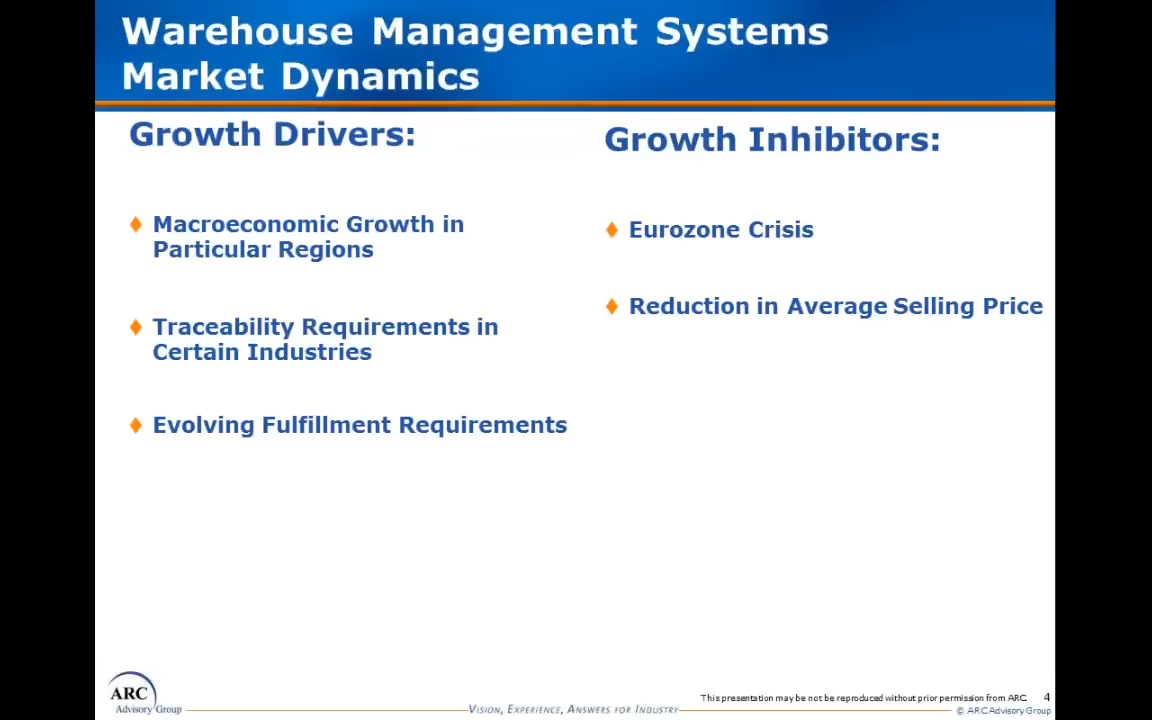 Warehouse Management Systems
Market Dynamics
Growth Drivers:
Macroeconomic Growth in
Particular Regions
Traceability Requirements in
Certain Industries
Evolving Fulfillment Requirements
Growth Inhibitors:
Eurozone Crisis
Reduction in Average Selling Price
ARC
Advisory Group
VISION, EXPERIENCE, ANSWERS FOR INDUSTRY
This presentation may be not be reproduced without prior permission from ARC
4
© ARC Advisory Group